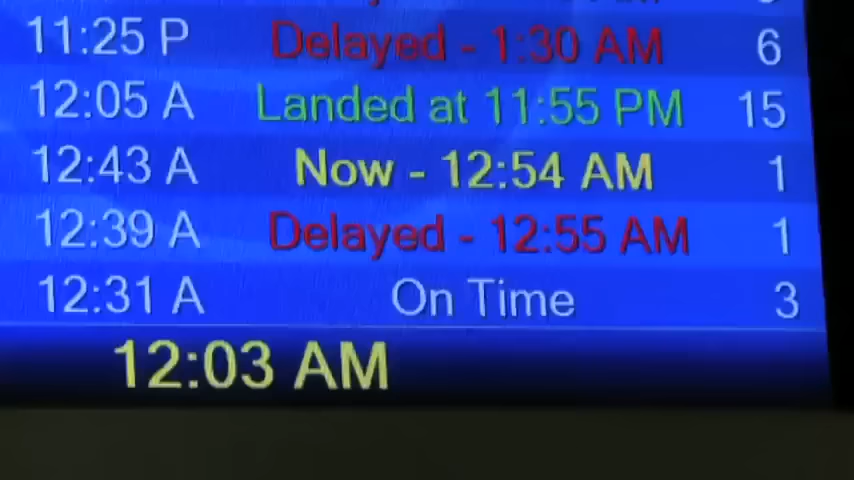 11:25 P Delayed - 1:30 AM 6
12:05 A Landed at 11:55 PM 15
12:43 A Now - 12:54 AM 1
12:39 A Delayed - 12:55 AM 1
12:31 A On Time 3
12:03 AM